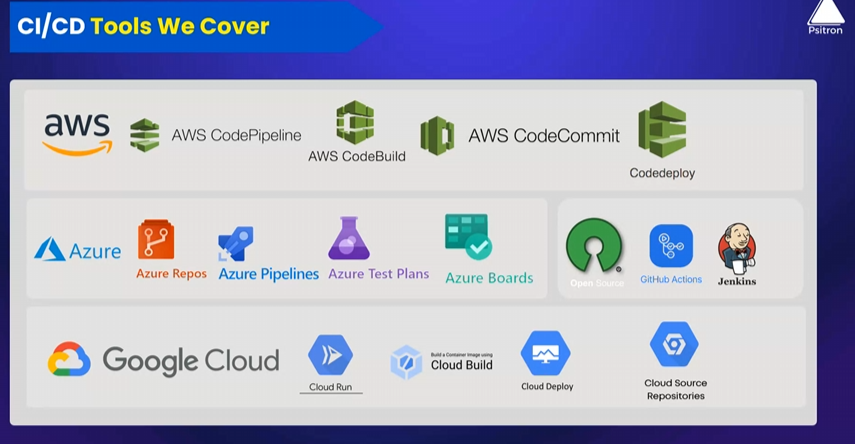 CI/CD Tools We Cover
Psitron
aws
AWS CodePipeline
AWS CodeBuild
AWS CodeCommit
Codedeploy
Azure
Azure Repos
Azure Pipelines
Azure Test Plans
Azure Boards
Open Source
GitHub Actions
Jenkins
Google Cloud
Cloud Run
Build a Container Image using
Cloud Build
Cloud Deploy
Cloud Source
Repositories